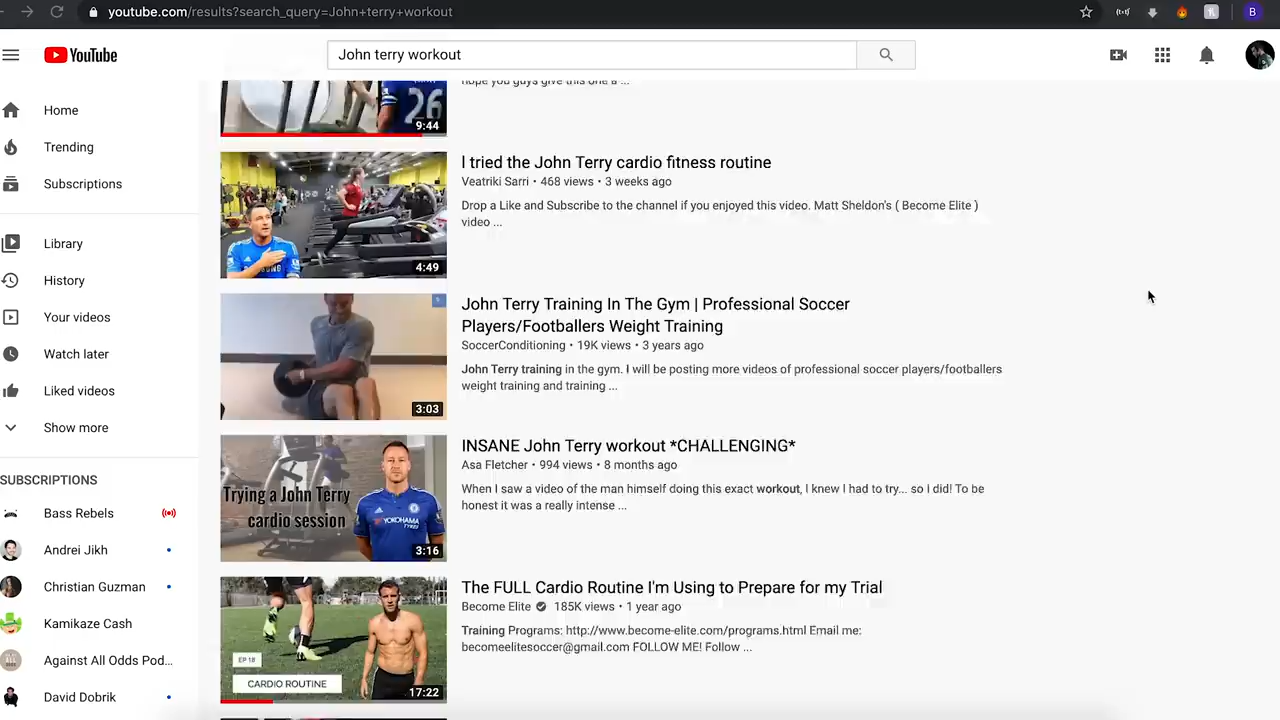 youtube.com/results?search_query=John+terry+workout
B
YouTube
John terry workout
hope you guys give this one a ...
26
9:44
Home
Trending
Subscriptions
Library
History
Your videos
Watch later
Liked videos
Show more
SUBSCRIPTIONS
Bass Rebels
Andrei Jikh
Christian Guzman
Kamikaze Cash
Against All Odds Pod...
David Dobrik
I tried the John Terry cardio fitness routine
Veatriki Sarri • 468 views • 3 weeks ago
Drop a Like and Subscribe to the channel if you enjoyed this video. Matt Sheldon's ( Become Elite )
video ...
4:49
John Terry Training In The Gym | Professional Soccer
Players/Footballers Weight Training
SoccerConditioning • 19K views • 3 years ago
John Terry training in the gym. I will be posting more videos of professional soccer players/footballers
weight training and training ...
3:03
INSANE John Terry workout *CHALLENGING*
Asa Fletcher • 994 views • 8 months ago
When I saw a video of the man himself doing this exact workout, I knew I had to try... so I did! To be
honest it was a really intense ...
Trying a John Terry
cardio session
YOKOHAMA
TYRES
3:16
The FULL Cardio Routine I'm Using to Prepare for my Trial
Become Elite 185K views • 1 year ago
Training Programs: http://www.become-elite.com/programs.html Email me:
becomeelitesoccer@gmail.com FOLLOW ME! Follow ...
EP 18
CARDIO ROUTINE
17:22